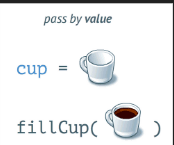 pass by value
cup =
fillCup( )